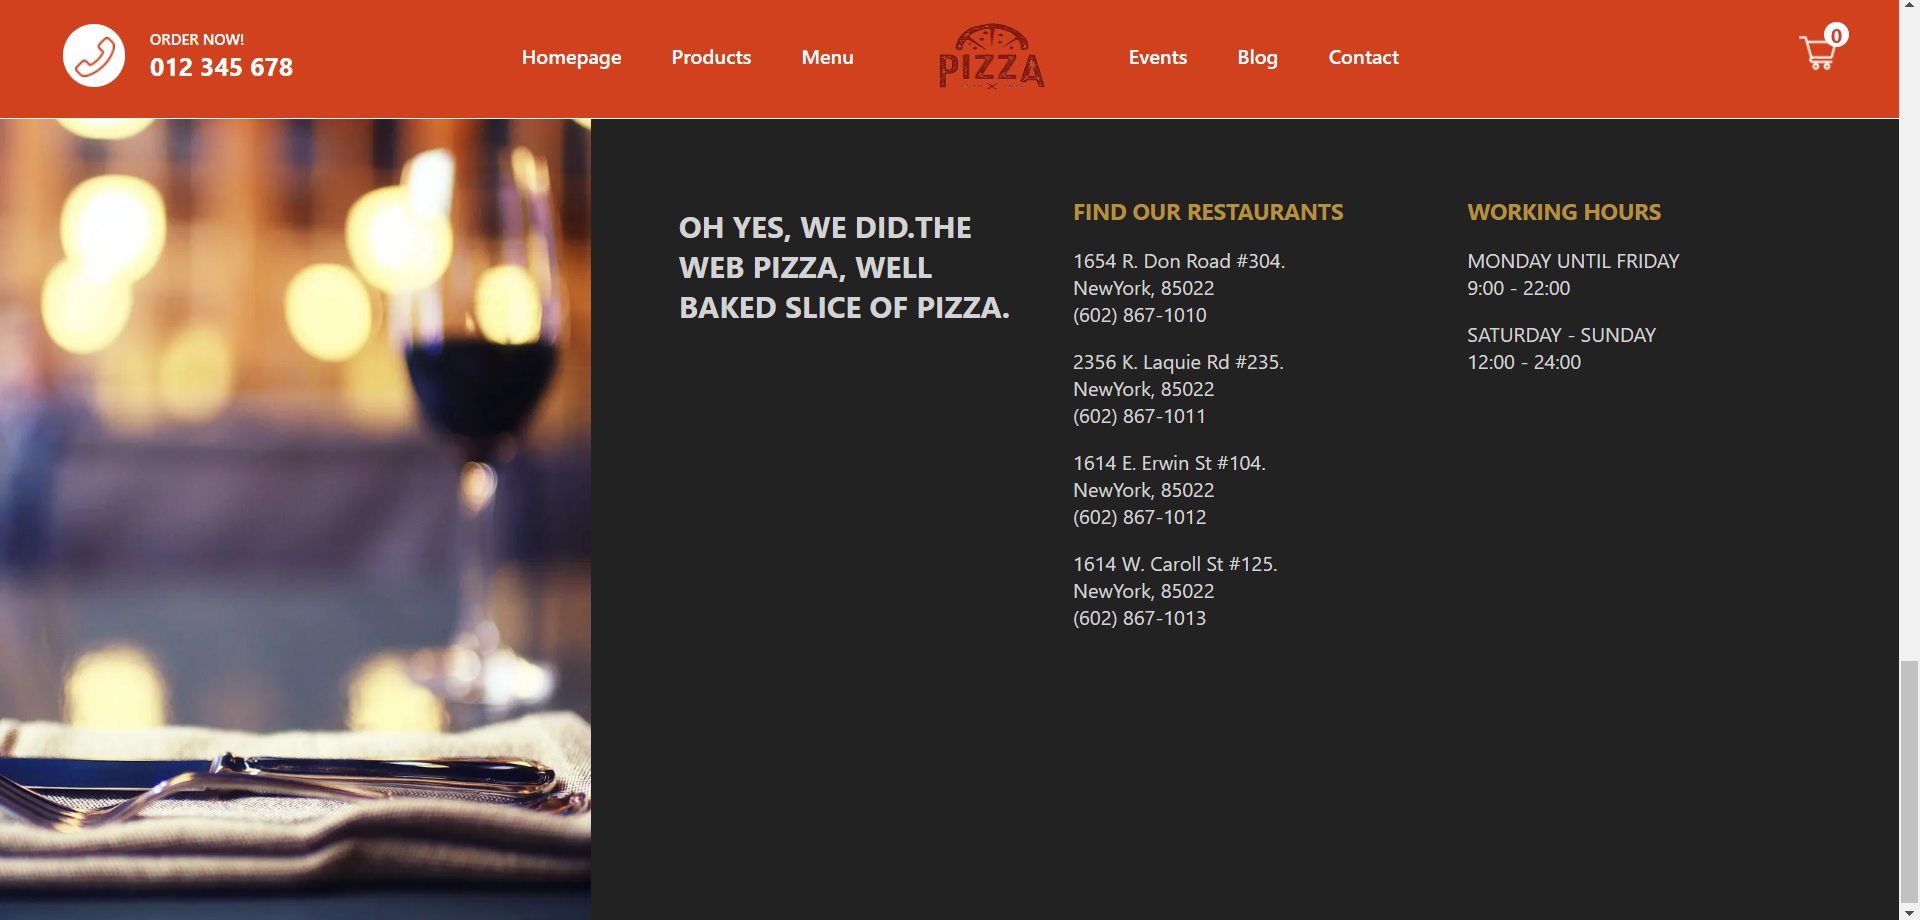 ORDER NOW!
012 345 678
Homepage
Products
Menu
PIZZA
Events
Blog
Contact
0
OH YES, WE DID.THE
WEB PIZZA, WELL
BAKED SLICE OF PIZZA.
FIND OUR RESTAURANTS
1654 R. Don Road #304.
NewYork, 85022
(602) 867-1010
2356 K. Laquie Rd #235.
NewYork, 85022
(602) 867-1011
1614 E. Erwin St #104.
NewYork, 85022
(602) 867-1012
1614 W. Caroll St #125.
NewYork, 85022
(602) 867-1013
WORKING HOURS
MONDAY UNTIL FRIDAY
9:00 - 22:00
SATURDAY - SUNDAY
12:00 - 24:00